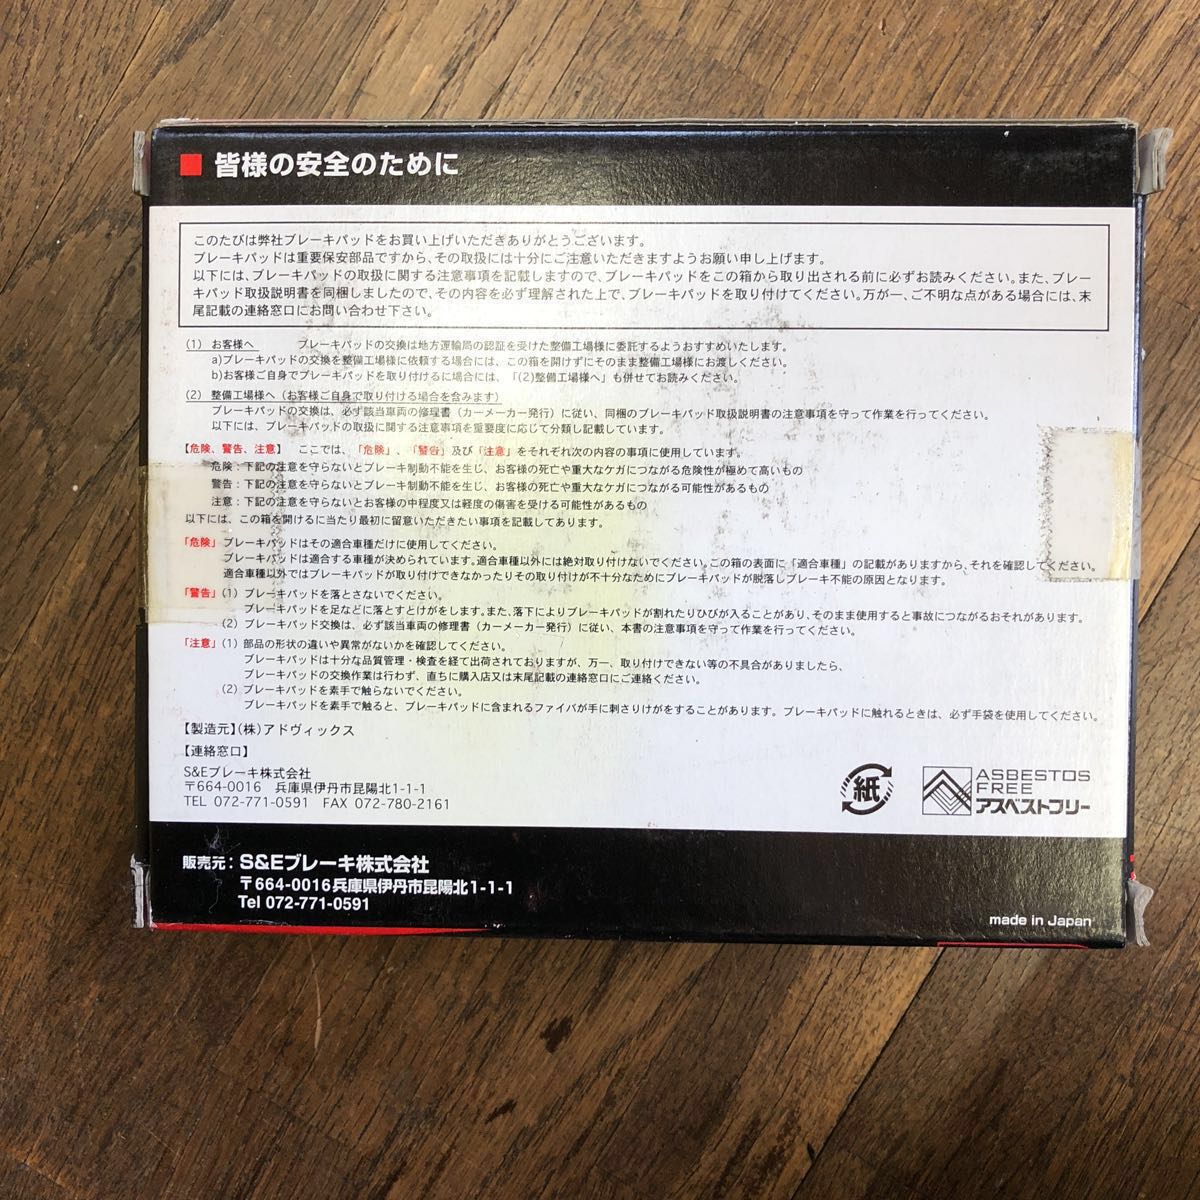 ■ 皆様の安全のために
このたびは弊社ブレーキパッドをお買い上げいただきありがとうございます。
ブレーキパッドは重要保安部品ですから、その取扱には十分にご注意いただきますようお願い申し上げます。
以下には、ブレーキパッドの取扱に関する注意事項を記載しますので、ブレーキパッドをこの箱から取り出される前に必ずお読みください。また、ブレー
キパッド取扱説明書を同梱しましたので、その内容を必ず理解された上で、ブレーキパッドを取り付けてください。万が一、ご不明な点がある場合には、末
尾記載の連絡窓口にお問い合わせ下さい。
(1) お客様へ ブレーキパッドの交換は地方運輸局の認証を受けた整備工場様に委託するようおすすめいたします。
a)ブレーキパッドの交換を整備工場様に依頼する場合には、この箱を開けずにそのまま整備工場様にお渡しください。
b)お客様ご自身でブレーキパッドを取り付けるに場合には、「(2)整備工場様へ」も併せてお読みください。
(2) 整備工場様へ(お客様ご自身で取り付ける場合を含みます)
ブレーキパッドの交換は、必ず該当車両の修理書(カーメーカー発行)に従い、同梱のブレーキパッド取扱説明書の注意事項を守って作業を行ってください。
以下には、ブレーキパッドの取扱に関する注意事項を重要度に応じて分類し記載しています。
【危険、警告、注意】 ここでは、「危険」、「警告」及び「注意」をそれぞれ次の内容の事項に使用しています。
危険:下記の注意を守らないとブレーキ制動不能を生じ、お客様の死亡や重大なケガにつながる危険性が極めて高いもの
警告:下記の注意を守らないとブレーキ制動不能を生じ、お客様の死亡や重大なケガにつながる可能性があるもの
注意:下記の注意を守らないとお客様の中程度又は軽度の傷害を受ける可能性があるもの
以下には、この箱を開けるに当たり最初に留意いただきたい事項を記載してあります。
「危険」ブレーキパッドはその適合車種だけに使用してください。
ブレーキパッドは適合する車種が決められています。適合車種以外には絶対取り付けないでください。この箱の表面に「適合車種」の記載がありますから、それを確認してください。
適合車種以外ではブレーキパッドが取り付けできなかったりその取り付けが不十分なためにブレーキパッドが脱落しブレーキ不能の原因となります。
「警告」(1) ブレーキパッドを落とさないでください。
ブレーキパッドを足などに落すとけがをします。また、落下によりブレーキパッドが割れたりひびが入ることがあり、そのまま使用すると事故につながるおそれがあります。
(2) ブレーキパッド交換は、必ず該当車両の修理書(カーメーカー発行)に従い、本書の注意事項を守って作業を行ってください。
「注意」(1) 部品の形状の違いや異常がないかを確認してください。
ブレーキパッドは十分な品質管理・検査を経て出荷されておりますが、万一、取り付けできない等の不具合がありましたら、
ブレーキパッドの交換作業は行わず、直ちに購入店又は末尾記載の連絡窓口にご連絡ください。
(2) ブレーキパッドを素手で触らないでください。
ブレーキパッドを素手で触ると、ブレーキパッドに含まれるファイバが手に刺さりけがをすることがあります。ブレーキパッドに触れるときは、必ず手袋を使用してください。
【製造元】(株)アドヴィックス
【連絡窓口】
S&Eブレーキ株式会社
〒664-0016 兵庫県伊丹市昆陽北1-1-1
TEL 072-771-0591 FAX 072-780-2161
紙
ASBESTOS
FREE
アスベストフリー
販売元:S&Eブレーキ株式会社
〒664-0016兵庫県伊丹市昆陽北1-1-1
Tel 072-771-0591
made in Japan